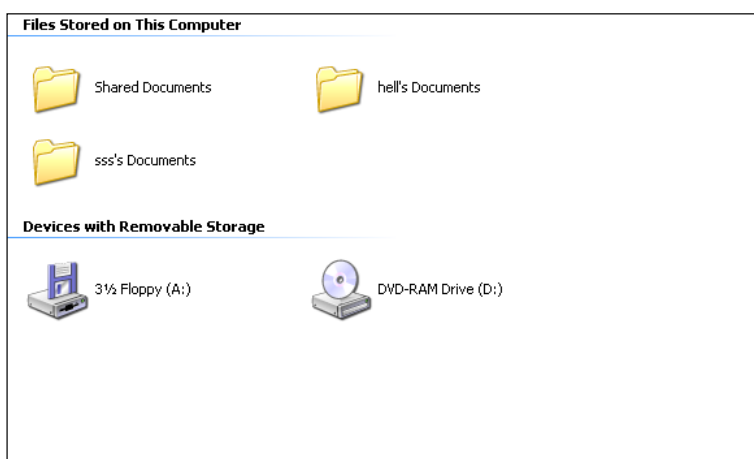 Files Stored on This Computer
Shared Documents
hell's Documents
sss's Documents
Devices with Removable Storage
3½ Floppy (A:)
DVD-RAM Drive (D:)